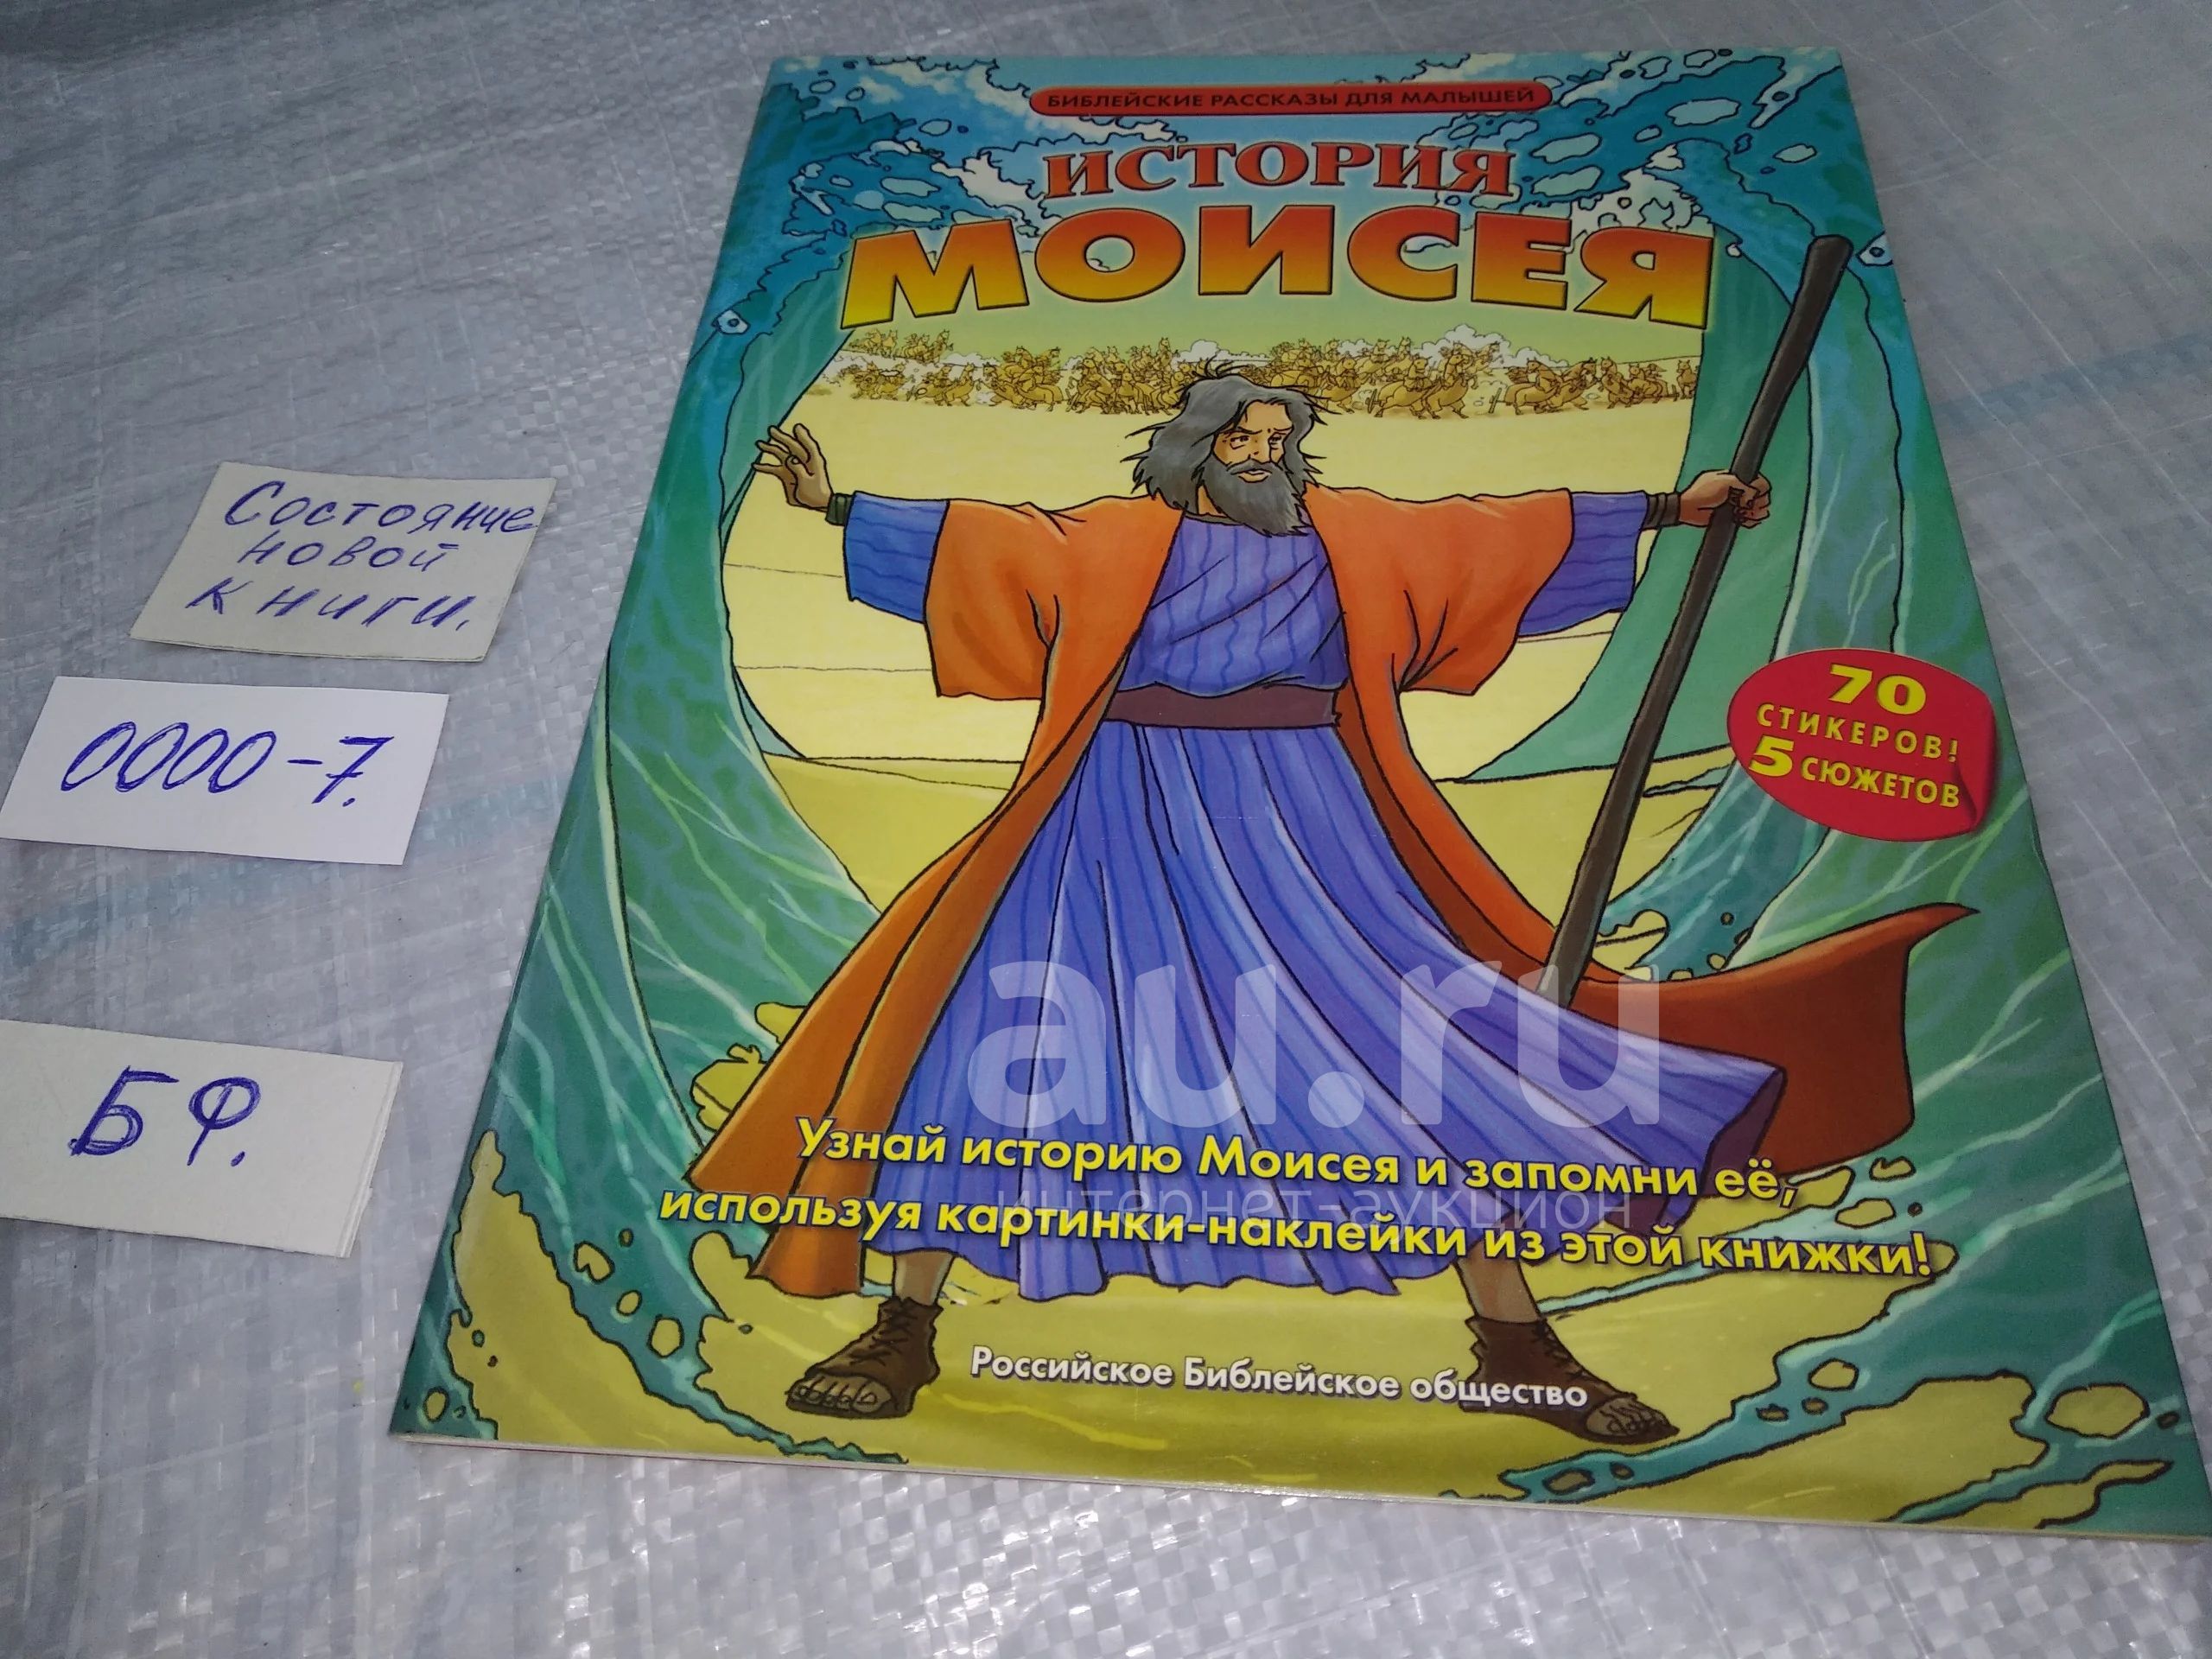 БИБЛЕЙСКИЕ РАССКАЗЫ ДЛЯ МАЛЫШЕЙ
ИСТОРИЯ
МОИСЕЯ
Состояние
новой
книги.
0000-7.
БФ.
70
СТИКЕРОВ!
5 СЮЖЕТОВ
au.ru
интернет-аукцион
Узнай историю Моисея и запомни её,
используя картинки-наклейки из этой книжки!
Российское Библейское общество